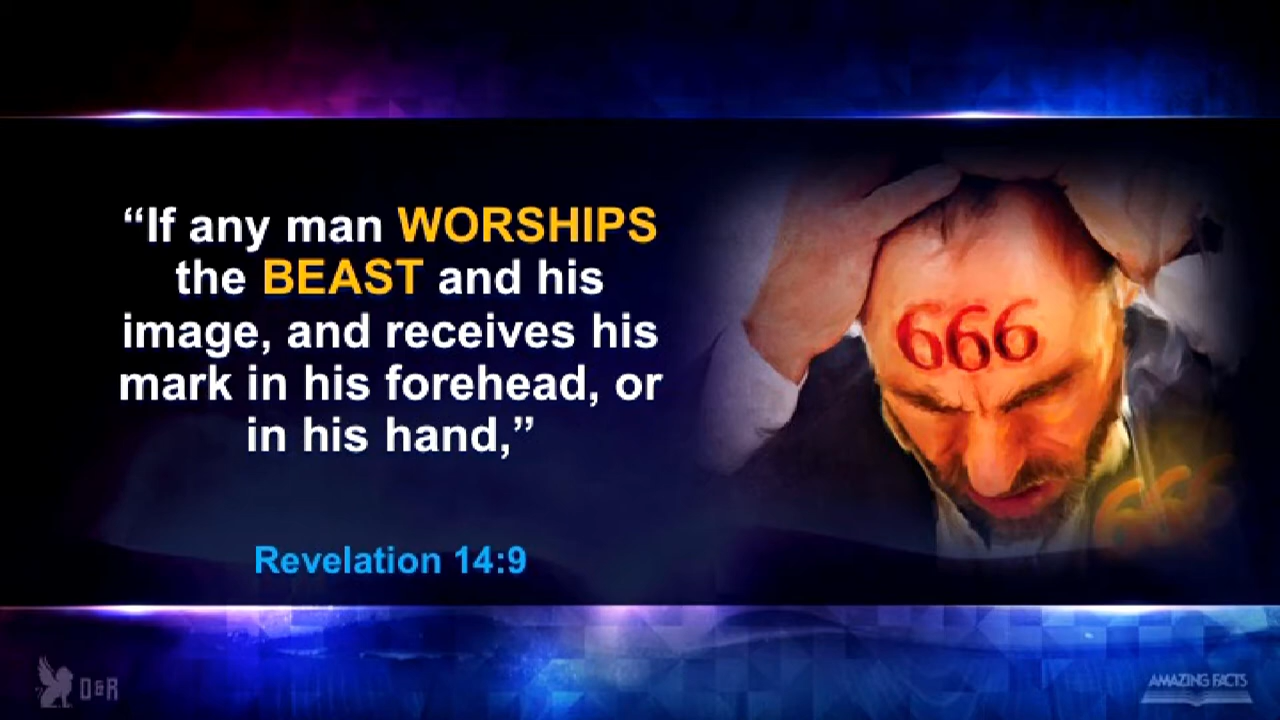 “If any man WORSHIPS
the BEAST and his
image, and receives his
mark in his forehead, or
in his hand,”
Revelation 14:9
666
666
D&R
AMAZING FACTS